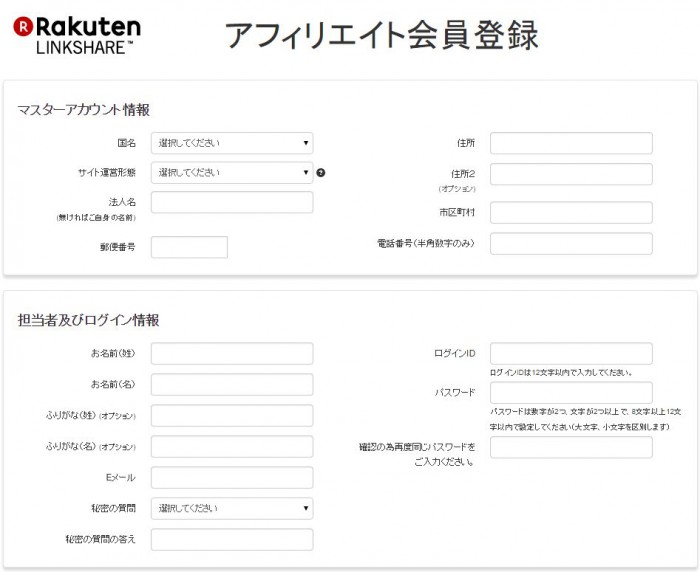 R Rakuten
LINKSHARE™
アフィリエイト会員登録
マスターアカウント情報
国名
選択してください
サイト運営形態
選択してください
法人名
(無ければご自身の名前)
郵便番号
住所
住所2
(オプション)
市区町村
電話番号(半角数字のみ)
担当者及びログイン情報
お名前(姓)
お名前(名)
ふりがな(姓) (オプション)
ふりがな(名) (オプション)
Eメール
秘密の質問
選択してください
秘密の質問の答え
ログインID
ログインIDは12文字以内で入力してください。
パスワード
パスワードは数字が2つ、文字が2つ以上で、8文字以上12文
字以内で設定してください(大文字、小文字を区別します)
確認の為再度同じパスワードを
ご入力ください。